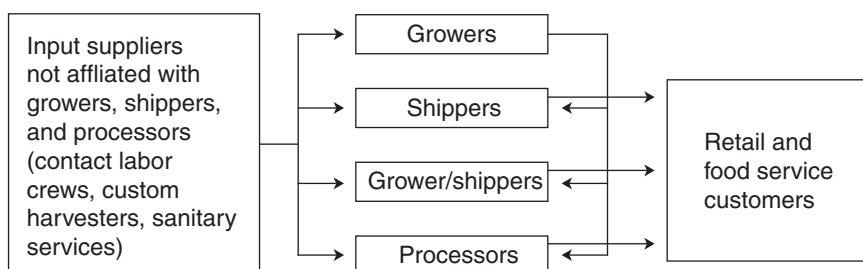 Input suppliers
not affliated with
growers, shippers,
and processors
(contact labor
crews, custom
harvesters, sanitary
services)
Growers
Shippers
Grower/shippers
Processors
Retail and
food service
customers